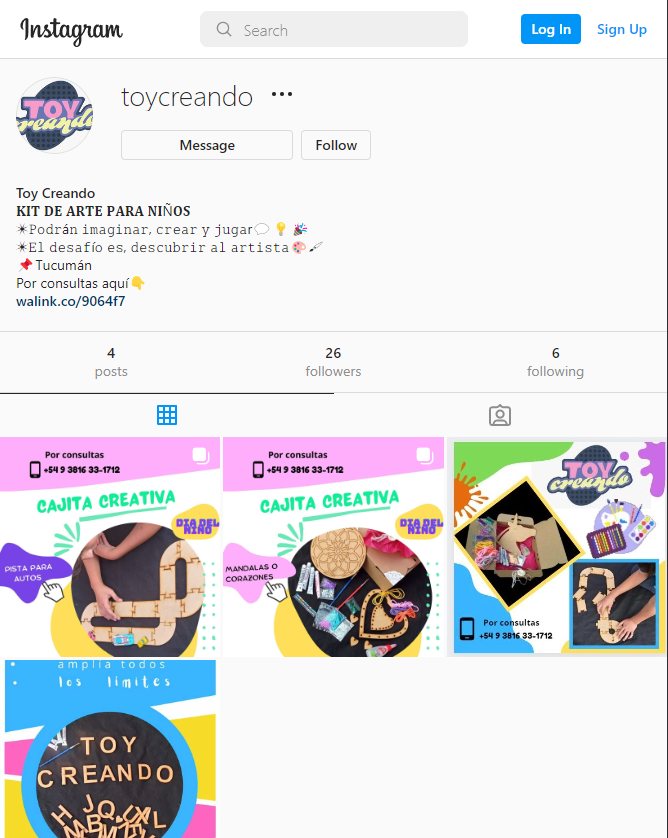 Instagram
Search
Log In
Sign Up
TOY
creando
toycreando
Message
Follow
Toy Creando
KIT DE ARTE PARA NIÑOS
✴Podrán imaginar, crear y jugar💬 💡 🎉
✴El desafío es, descubrir al artista🎨🖌
📌Tucumán
Por consultas aquí👇
walink.co/9064f7
4
posts
26
followers
6
following
Por consultas
+54 9 3816 33-1712
CAJITA CREATIVA
DIA DEL
NIÑO
PISTA PARA
AUTOS
Por consultas
+54 9 3816 33-1712
CAJITA CREATIVA
DIA DEL
NIÑO
MANDALAS O
CORAZONES
TOY
creando
Por consultas
+54 9 3816 33-1712
• amplía todos
• los límites
TOY
CREANDO